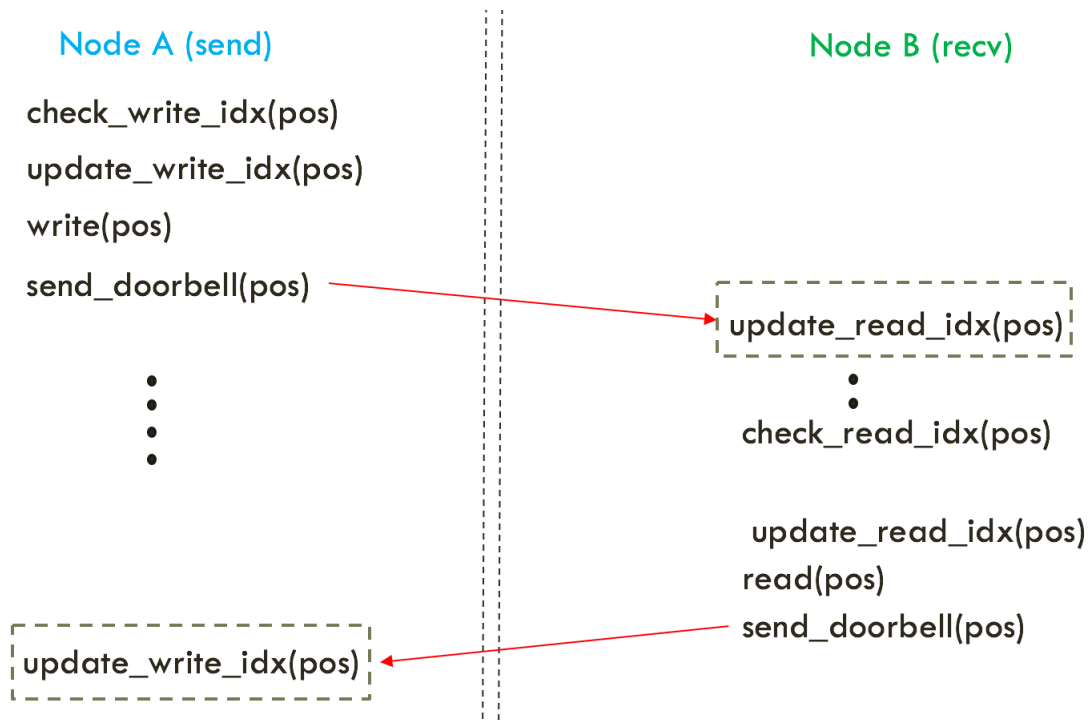 Node A (send)
check_write_idx(pos)
update_write_idx(pos)
write(pos)
send_doorbell(pos)
update_write_idx(pos)
Node B (recv)
update_read_idx(pos)
check_read_idx(pos)
update_read_idx(pos)
read(pos)
send_doorbell(pos)